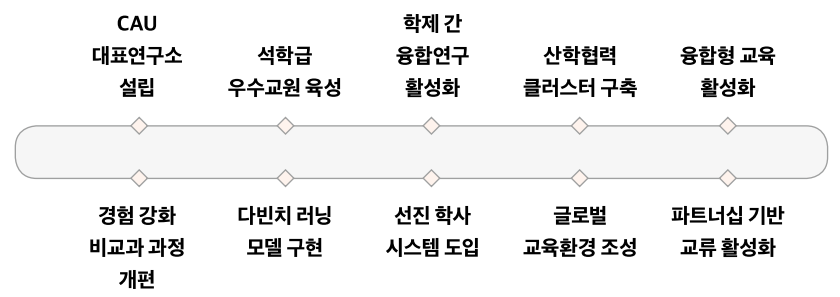 CAU
대표연구소
설립
석학급
우수교원 육성
학제 간
융합연구
활성화
산학협력
클러스터 구축
융합형 교육
활성화
경험 강화
비교과 과정
개편
다빈치 러닝
모델 구현
선진 학사
시스템 도입
글로벌
교육환경 조성
파트너십 기반
교류 활성화